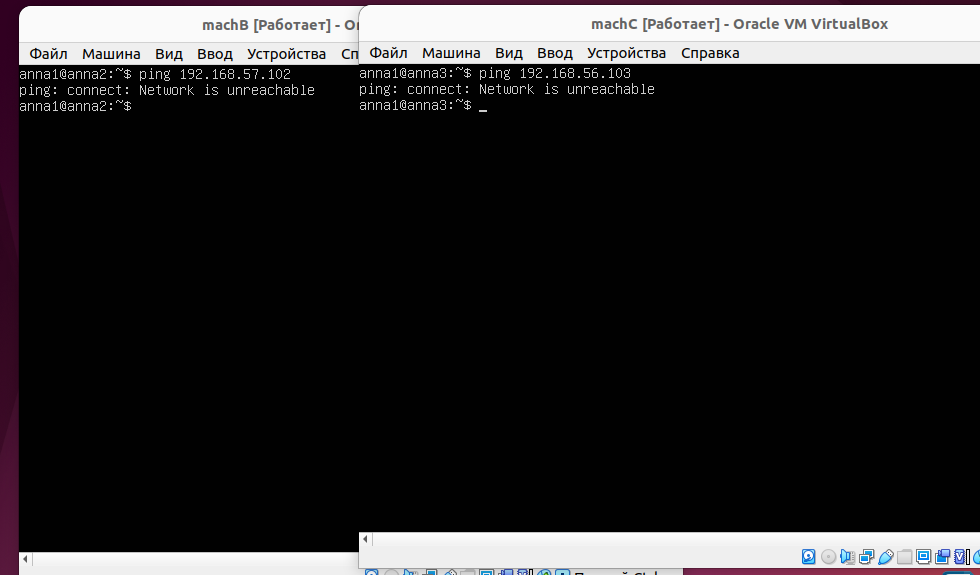 machB [Работает] - Or
Файл Машина Вид Ввод Устройства Сп
anna1@anna2:~$ ping 192.168.57.102
ping: connect: Network is unreachable
anna1@anna2:~$
machC [Работает] - Oracle VM VirtualBox
Файл Машина Вид Ввод Устройства Справка
anna1@anna3:~$ ping 192.168.56.103
ping: connect: Network is unreachable
anna1@anna3:~$ _